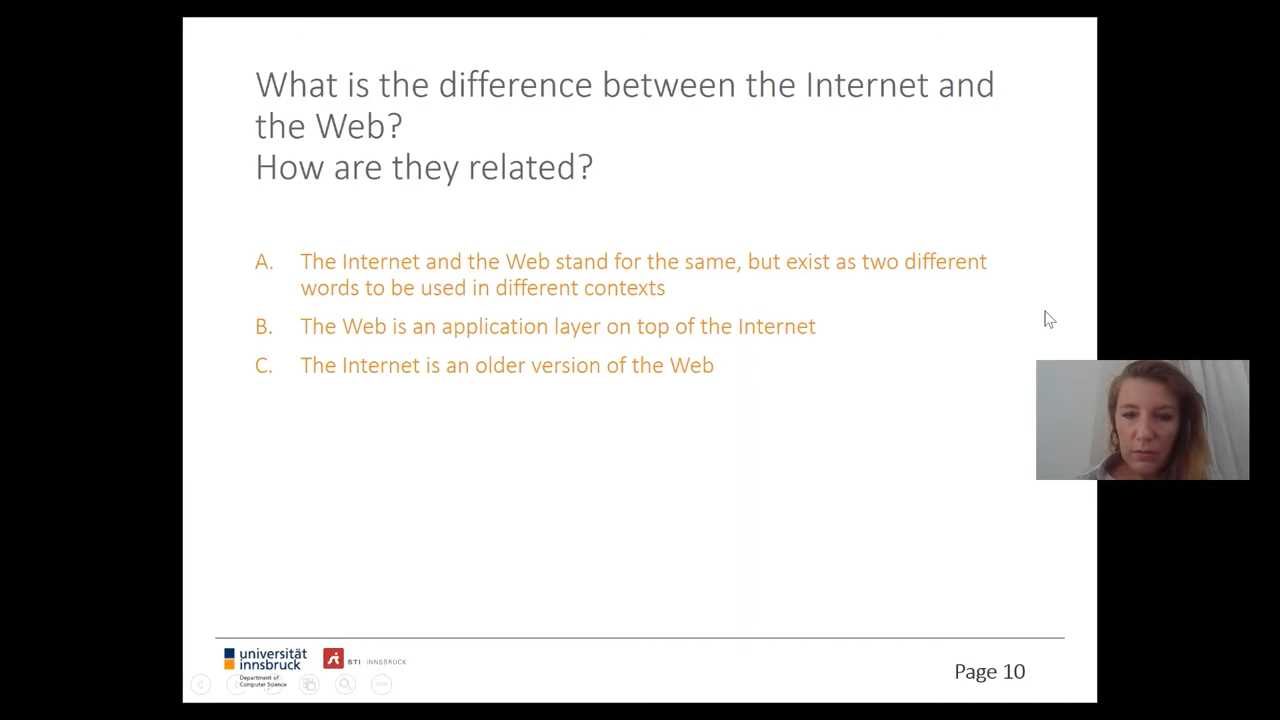 What is the difference between the Internet and
the Web?
How are they related?
A. The Internet and the Web stand for the same, but exist as two different
words to be used in different contexts
B. The Web is an application layer on top of the Internet
C. The Internet is an older version of the Web
universität
innsbruck
Department of
Computer Science
STI · INNSBRUCK
Page 10